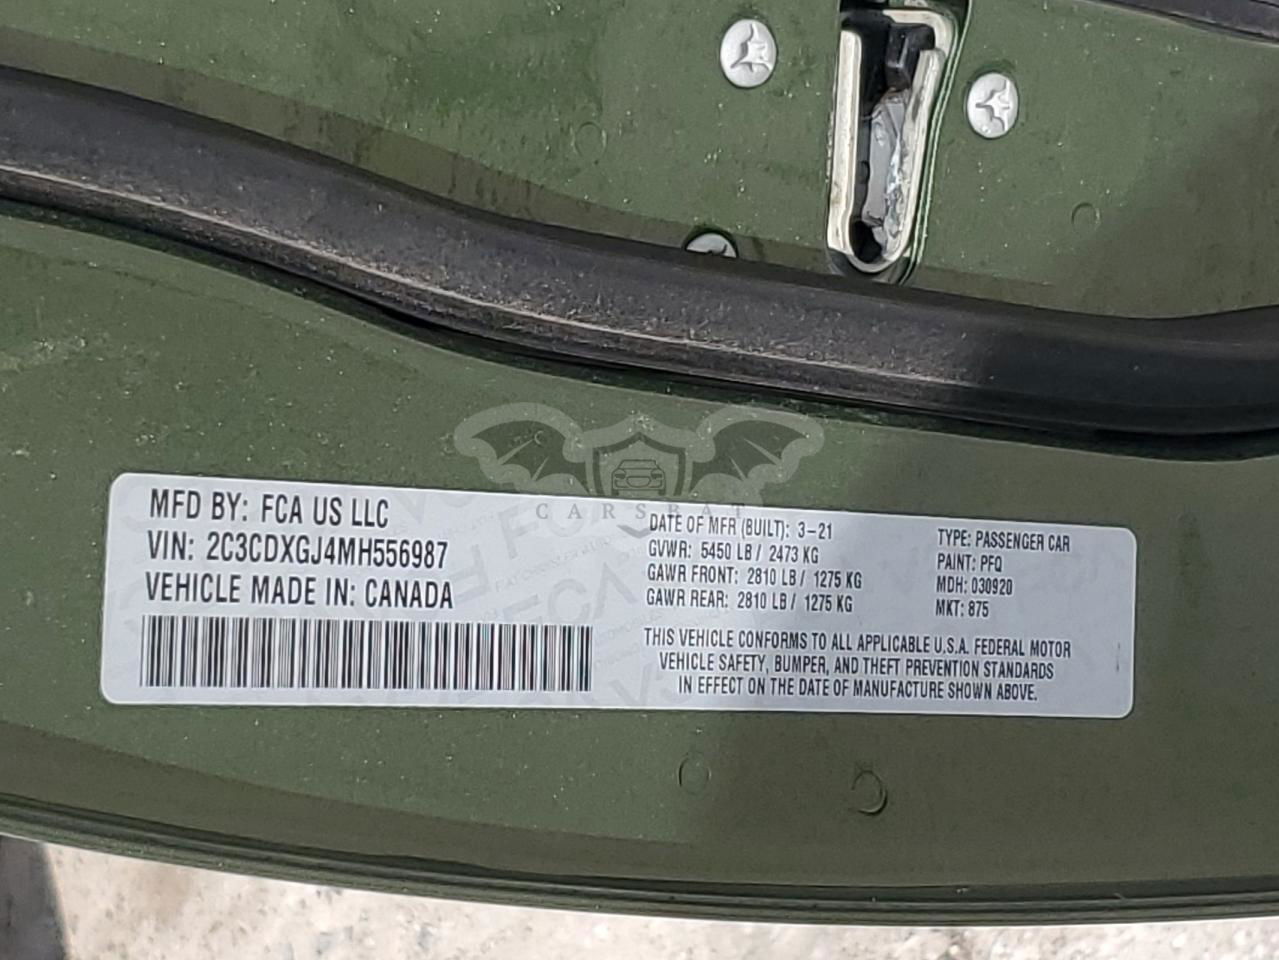 MFD BY: FCA US LLC
VIN: 2C3CDXGJ4MH556987
VEHICLE MADE IN: CANADA
DATE OF MFR (BUILT): 3-21
GVWR: 5450 LB / 2473 KG
GAWR FRONT: 2810 LB / 1275 KG
GAWR REAR: 2810 LB / 1275 KG
TYPE: PASSENGER CAR
PAINT: PFQ
MDH: 030920
MKT: 875
THIS VEHICLE CONFORMS TO ALL APPLICABLE U.S.A. FEDERAL MOTOR
VEHICLE SAFETY, BUMPER, AND THEFT PREVENTION STANDARDS
IN EFFECT ON THE DATE OF MANUFACTURE SHOWN ABOVE.
CARSBAT